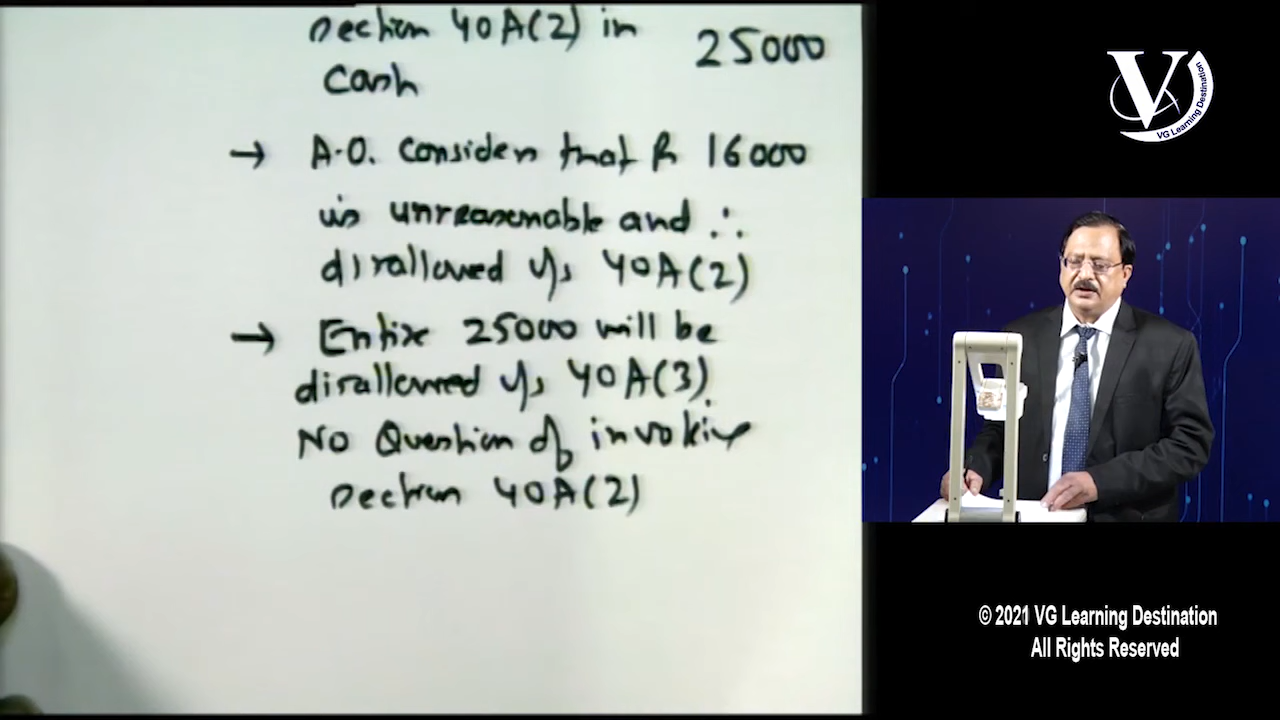 Section 40A(2) in
Cash
25000
→ A.O. considers that Rs 16000
is unreasonable and ∴
disallowed u/s 40A(2)
→ Entire 25000 will be
disallowed u/s 40A(3).
No Question of invoking
Section 40A(2)
V
VG Learning Destination
© 2021 VG Learning Destination
All Rights Reserved